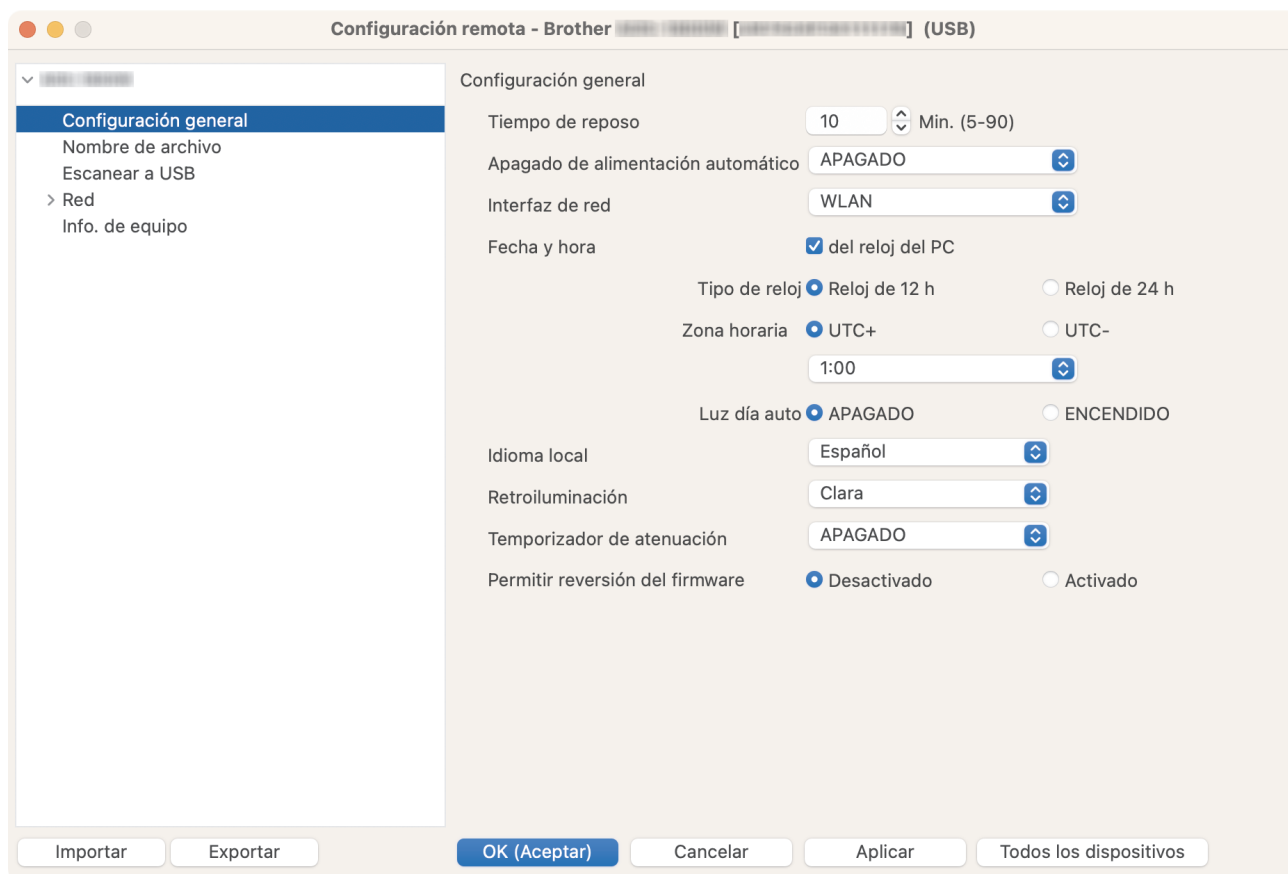 Configuración remota - Brother [ ] (USB)
Configuración general
Nombre de archivo
Escanear a USB
Red
Info. de equipo
Configuración general
Tiempo de reposo 10 Min. (5-90)
Apagado de alimentación automático APAGADO
Interfaz de red WLAN
Fecha y hora del reloj del PC
Tipo de reloj Reloj de 12 h Reloj de 24 h
Zona horaria UTC+ UTC-
1:00
Luz día auto APAGADO ENCENDIDO
Idioma local Español
Retroiluminación Clara
Temporizador de atenuación APAGADO
Permitir reversión del firmware Desactivado Activado
Importar Exportar OK (Aceptar) Cancelar Aplicar Todos los dispositivos